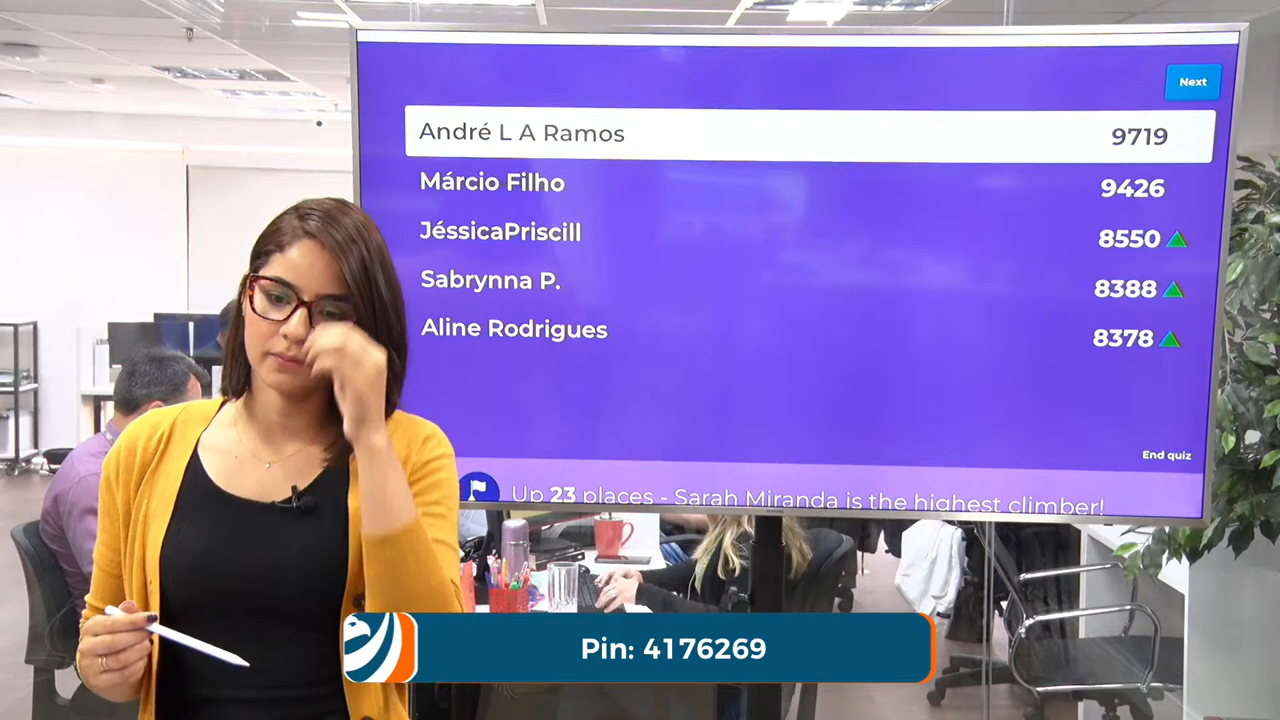 Next
André L A Ramos 9719
Márcio Filho 9426
JéssicaPriscill 8550
Sabrynna P. 8388
Aline Rodrigues 8378
End quiz
Up 23 places - Sarah Miranda is the highest climber!
Pin: 4176269